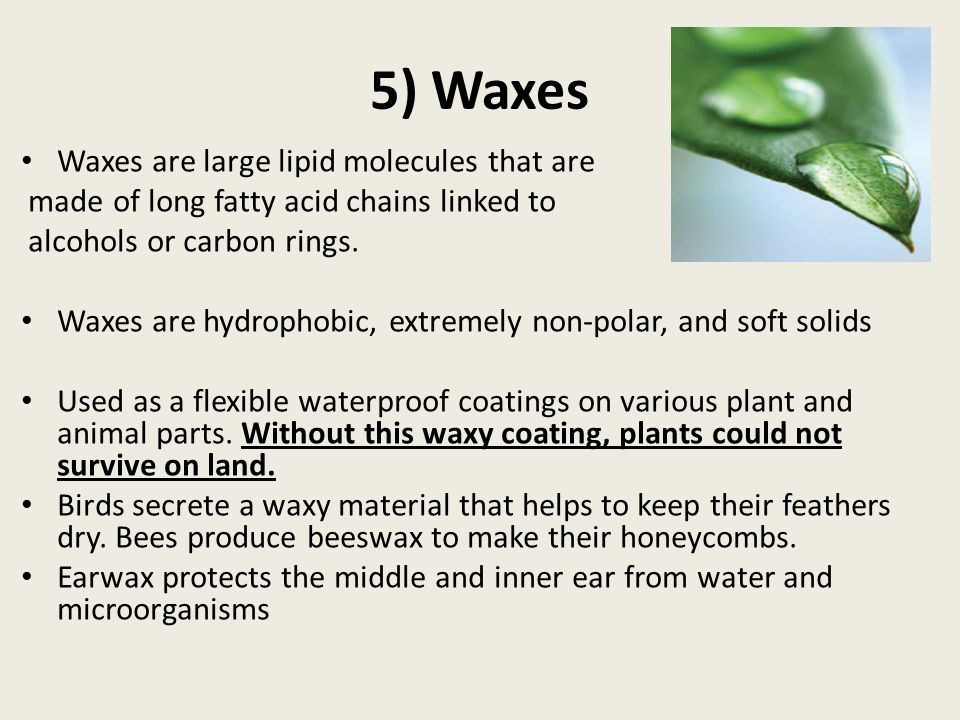 5) Waxes
• Waxes are large lipid molecules that are
made of long fatty acid chains linked to
alcohols or carbon rings.
• Waxes are hydrophobic, extremely non-polar, and soft solids
• Used as a flexible waterproof coatings on various plant and
animal parts. Without this waxy coating, plants could not
survive on land.
• Birds secrete a waxy material that helps to keep their feathers
dry. Bees produce beeswax to make their honeycombs.
• Earwax protects the middle and inner ear from water and
microorganisms